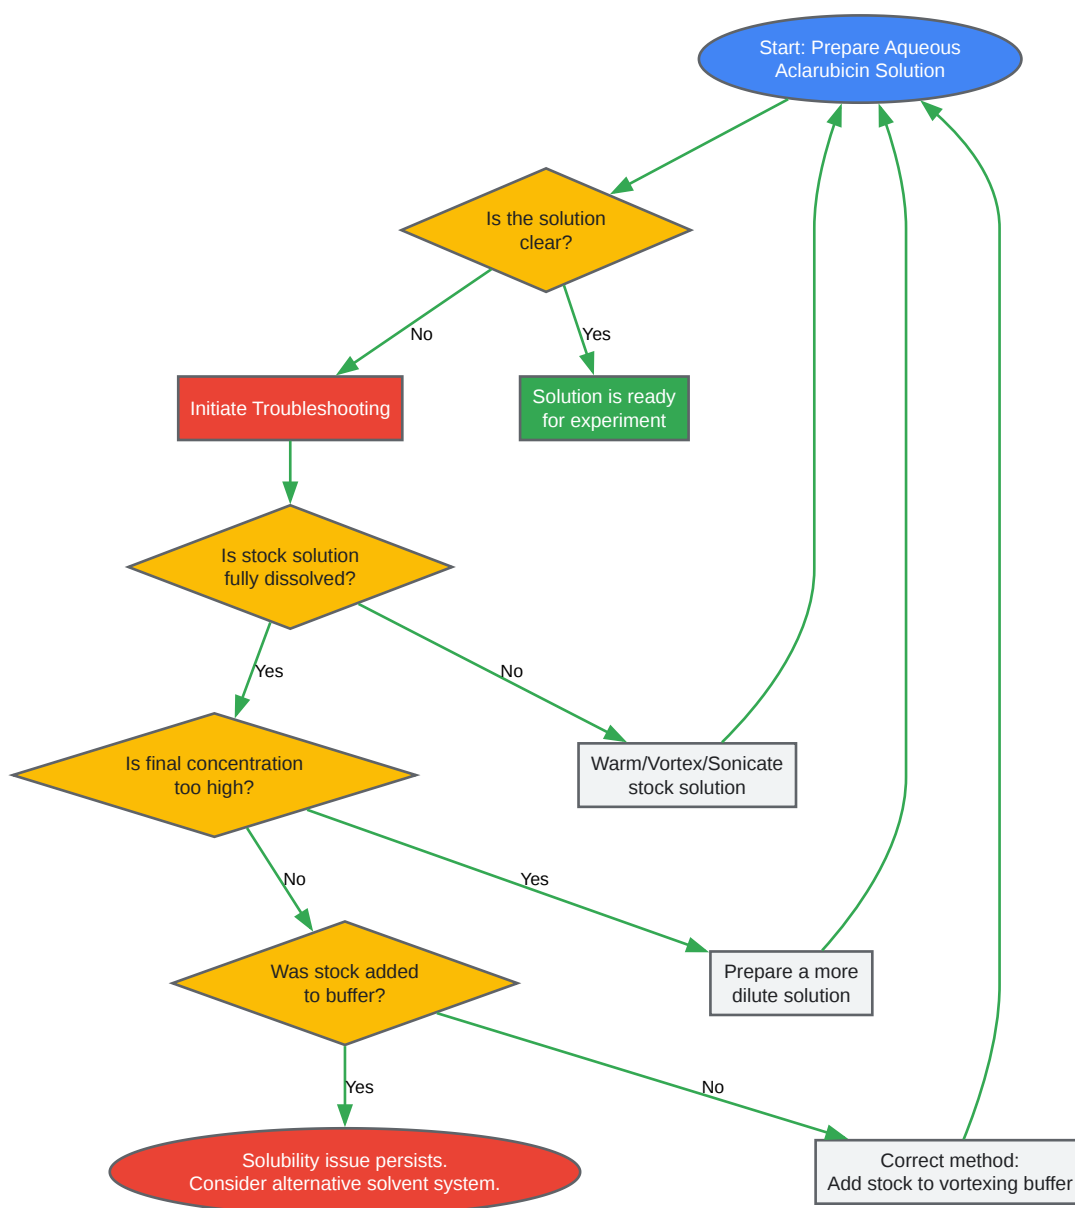 Start: Prepare Aqueous
Aclarubicin Solution
Is the solution
clear?
No
Yes
Initiate Troubleshooting
Solution is ready
for experiment
Is stock solution
fully dissolved?
Yes
No
Is final concentration
too high?
Warm/Vortex/Sonicate
stock solution
No
Yes
Was stock added
to buffer?
Prepare a more
dilute solution
Yes
No
Solubility issue persists.
Consider alternative solvent system.
Correct method:
Add stock to vortexing buffer